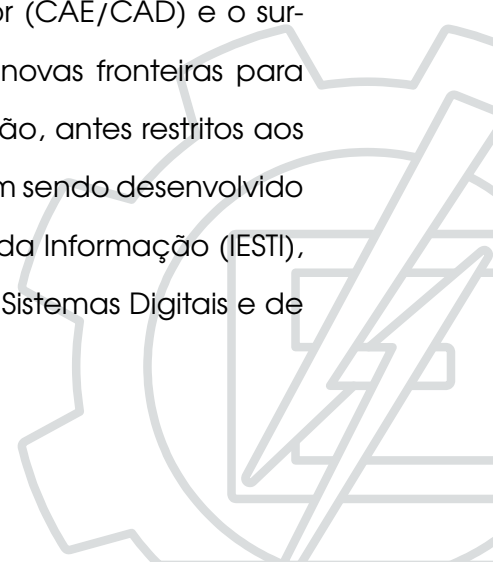 or (CAE/CAD) e o sur-
novas fronteiras para
ão, antes restritos aos
m sendo desenvolvido
da Informação (IESTI),
Sistemas Digitais e de